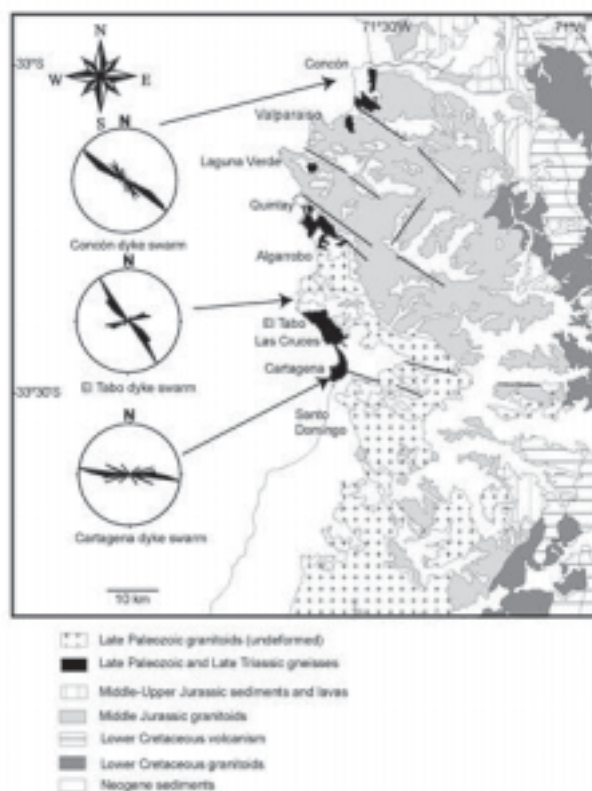 71°30'W
71°W
33°S
N
W
E
S
Concón
Valparaiso
Laguna Verde
Quintay
Algarrobo
El Tabo
Las Cruces
Cartagena
33°30'S
Santo
Domingo
N
Concón dyke swarm
N
El Tabo dyke swarm
N
Cartagena dyke swarm
10 km
Late Paleozoic granitoids (undeformed)
Late Paleozoic and Late Triassic gneisses
Middle-Upper Jurassic sediments and lavas
Middle Jurassic granitoids
Lower Cretaceous volcanism
Lower Cretaceous granitoids
Neogene sediments